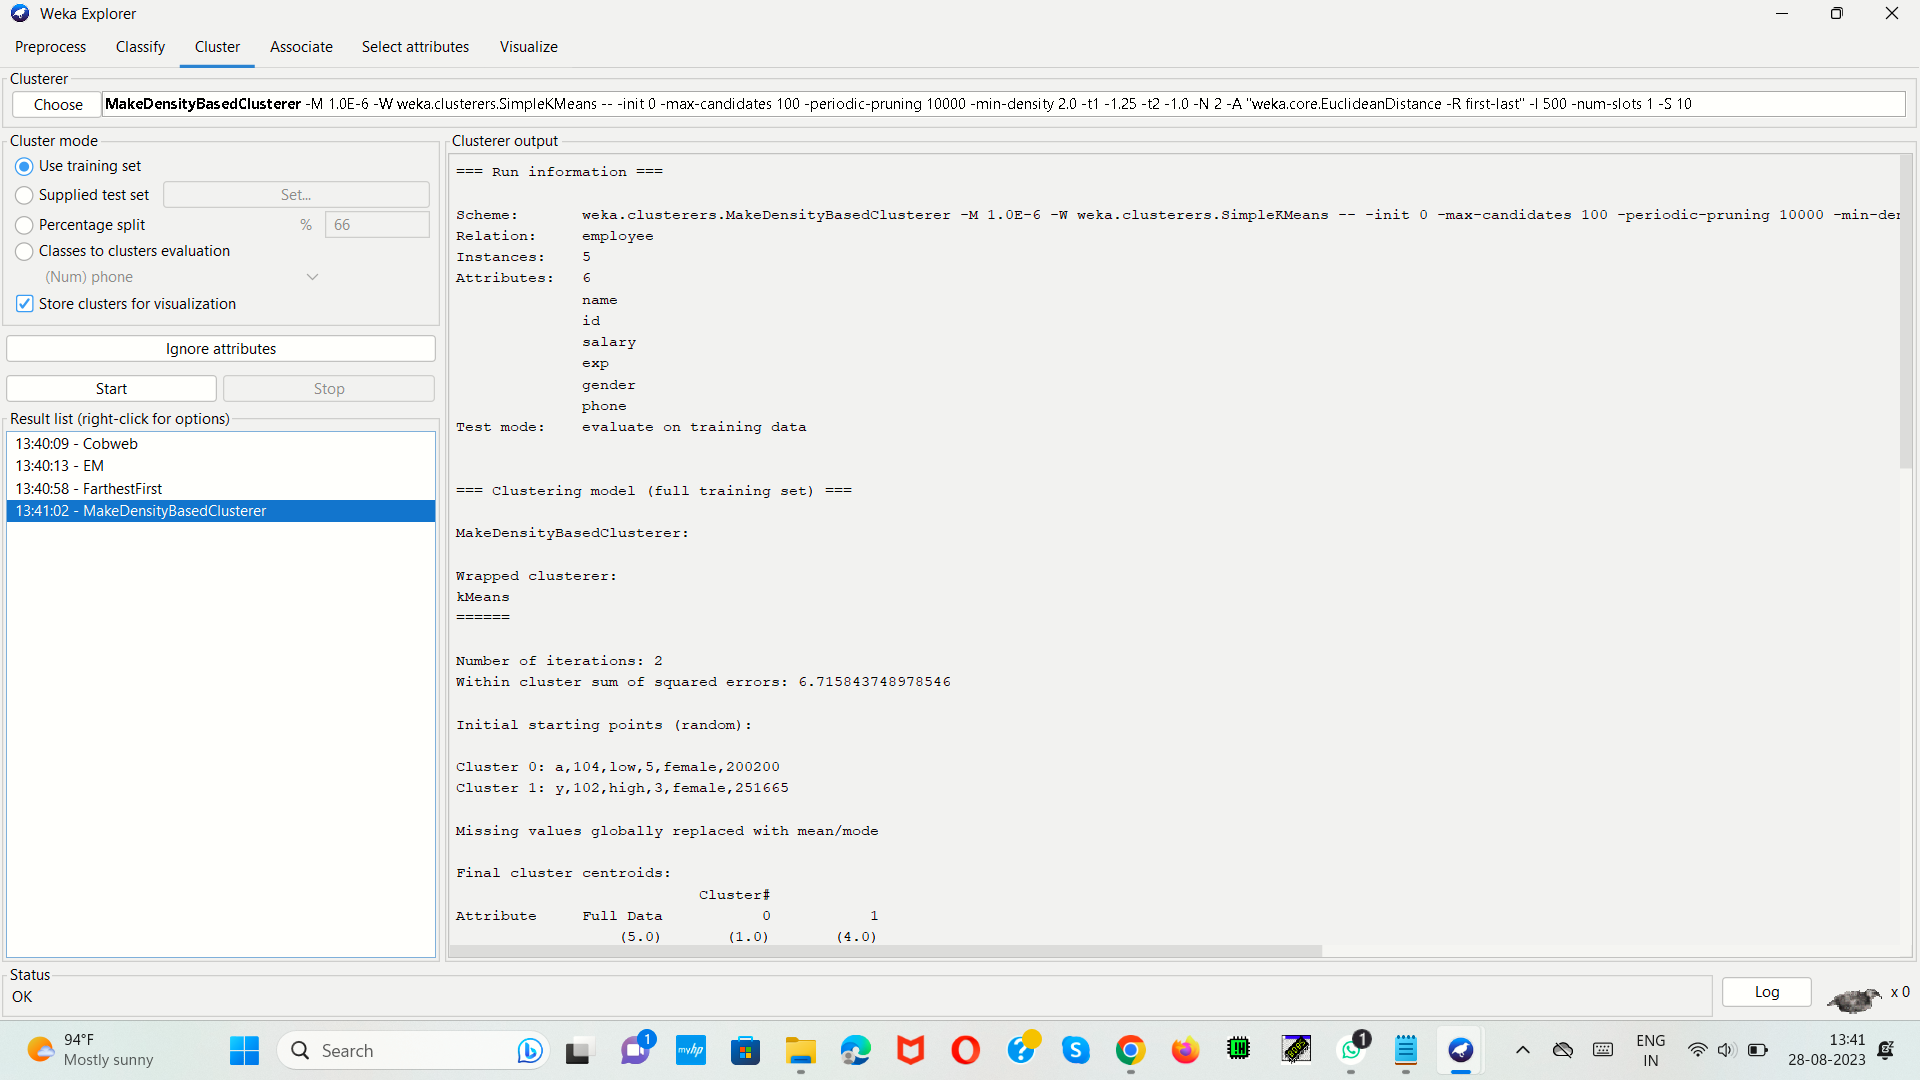 Weka Explorer
Preprocess Classify Cluster Associate Select attributes Visualize
Clusterer
Choose MakeDensityBasedClusterer -M 1.0E-6 -W weka.clusterers.SimpleKMeans -- -init 0 -max-candidates 100 -periodic-pruning 10000 -min-density 2.0 -t1 -1.25 -t2 -1.0 -N 2 -A "weka.core.EuclideanDistance -R first-last" -I 500 -num-slots 1 -S 10
Cluster mode
Use training set
Supplied test set Set...
Percentage split % 66
Classes to clusters evaluation
(Num) phone
Store clusters for visualization
Ignore attributes
Start Stop
Result list (right-click for options)
13:40:09 - Cobweb
13:40:13 - EM
13:40:58 - FarthestFirst
13:41:02 - MakeDensityBasedClusterer
Clusterer output
=== Run information ===
Scheme: weka.clusterers.MakeDensityBasedClusterer -M 1.0E-6 -W weka.clusterers.SimpleKMeans -- -init 0 -max-candidates 100 -periodic-pruning 10000 -min-den
Relation: employee
Instances: 5
Attributes: 6
name
id
salary
exp
gender
phone
Test mode: evaluate on training data
=== Clustering model (full training set) ===
MakeDensityBasedClusterer:
Wrapped clusterer:
kMeans
======
Number of iterations: 2
Within cluster sum of squared errors: 6.715843748978546
Initial starting points (random):
Cluster 0: a,104,low,5,female,200200
Cluster 1: y,102,high,3,female,251665
Missing values globally replaced with mean/mode
Final cluster centroids:
Cluster#
Attribute Full Data 0 1
(5.0) (1.0) (4.0)
Status
OK
Log x 0
94°F
Mostly sunny
Search
1
myhp
1
ENG
IN
13:41
28-08-2023